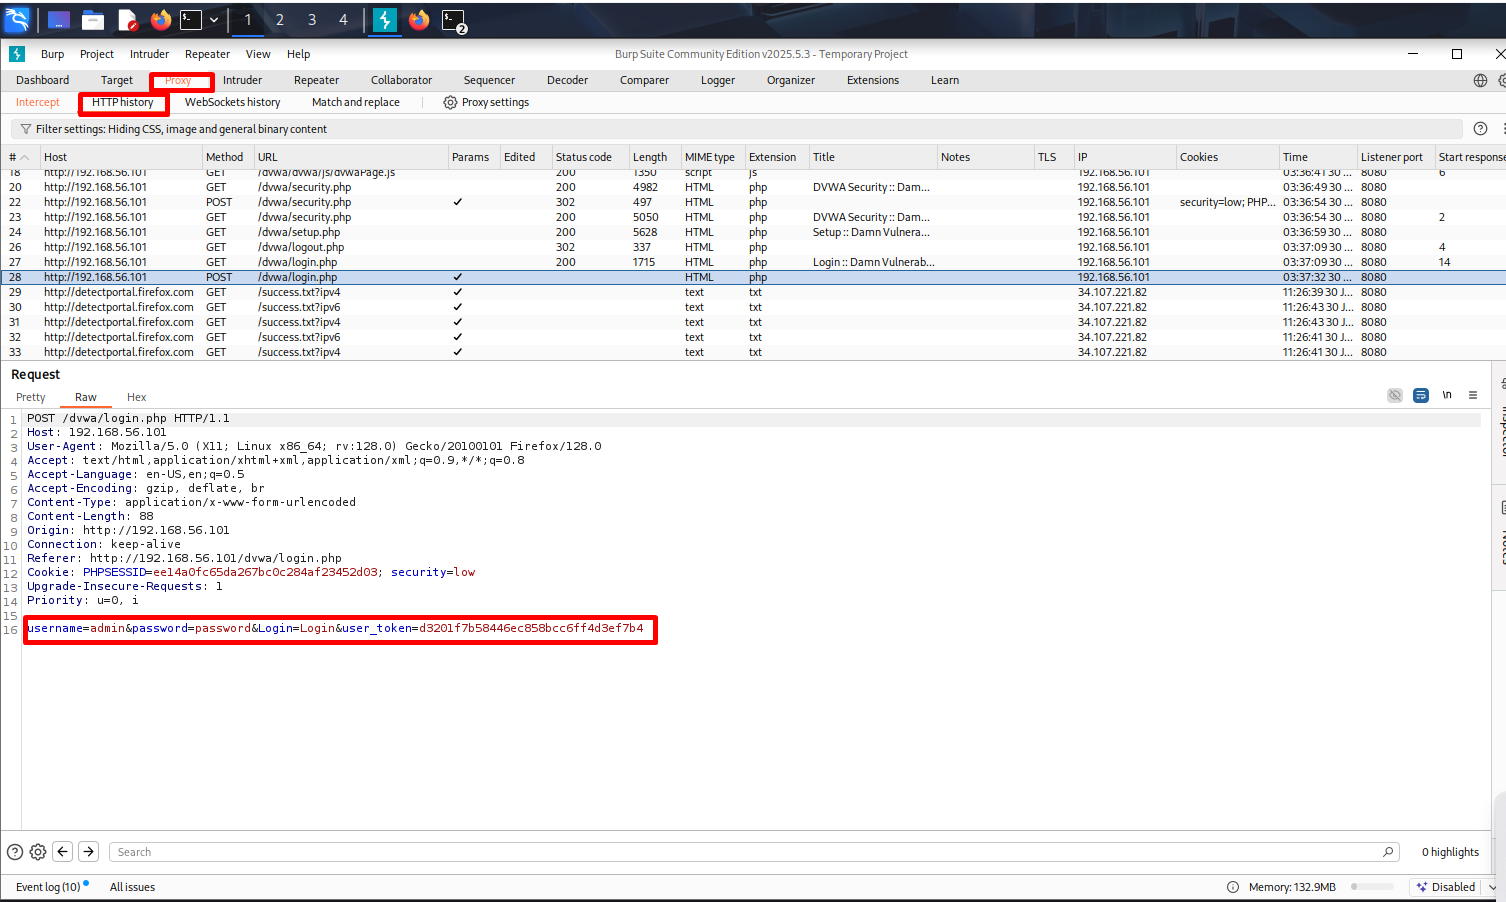 1 2 3 4 2
Burp Project Intruder Repeater View Help Burp Suite Community Edition v2025.5.3 - Temporary Project
Dashboard Target Proxy Intruder Repeater Collaborator Sequencer Decoder Comparer Logger Organizer Extensions Learn
Intercept HTTP history WebSockets history Match and replace Proxy settings
Filter settings: Hiding CSS, image and general binary content
# Host Method URL Params Edited Status code Length MIME type Extension Title Notes TLS IP Cookies Time Listener port Start response
18 http://192.168.56.101 GET /dvwa/dvwa/js/dvwaPage.js 200 1350 script js 192.168.56.101 03:36:41 30 ... 8080 6
20 http://192.168.56.101 GET /dvwa/security.php 200 4982 HTML php DVWA Security :: Dam... 192.168.56.101 03:36:49 30 ... 8080
22 http://192.168.56.101 POST /dvwa/security.php ✓ 302 497 HTML php 192.168.56.101 security=low; PHP... 03:36:54 30 ... 8080
23 http://192.168.56.101 GET /dvwa/security.php 200 5050 HTML php DVWA Security :: Dam... 192.168.56.101 03:36:54 30 ... 8080 2
24 http://192.168.56.101 GET /dvwa/setup.php 200 5628 HTML php Setup :: Damn Vulnera... 192.168.56.101 03:36:59 30 ... 8080
26 http://192.168.56.101 GET /dvwa/logout.php 302 337 HTML php 192.168.56.101 03:37:09 30 ... 8080 4
27 http://192.168.56.101 GET /dvwa/login.php 200 1715 HTML php Login :: Damn Vulnerab... 192.168.56.101 03:37:09 30 ... 8080 14
28 http://192.168.56.101 POST /dvwa/login.php ✓ HTML php 192.168.56.101 03:37:32 30 ... 8080
29 http://detectportal.firefox.com GET /success.txt?ipv4 ✓ text txt 34.107.221.82 11:26:39 30 J... 8080
30 http://detectportal.firefox.com GET /success.txt?ipv6 ✓ text txt 34.107.221.82 11:26:43 30 J... 8080
31 http://detectportal.firefox.com GET /success.txt?ipv4 ✓ text txt 34.107.221.82 11:26:43 30 J... 8080
32 http://detectportal.firefox.com GET /success.txt?ipv6 ✓ text txt 34.107.221.82 11:26:41 30 J... 8080
33 http://detectportal.firefox.com GET /success.txt?ipv4 ✓ text txt 34.107.221.82 11:26:41 30 J... 8080
Request
Pretty Raw Hex \n
1 POST /dvwa/login.php HTTP/1.1
2 Host: 192.168.56.101
3 User-Agent: Mozilla/5.0 (X11; Linux x86_64; rv:128.0) Gecko/20100101 Firefox/128.0
4 Accept: text/html,application/xhtml+xml,application/xml;q=0.9,*/*;q=0.8
5 Accept-Language: en-US,en;q=0.5
6 Accept-Encoding: gzip, deflate, br
7 Content-Type: application/x-www-form-urlencoded
8 Content-Length: 88
9 Origin: http://192.168.56.101
10 Connection: keep-alive
11 Referer: http://192.168.56.101/dvwa/login.php
12 Cookie: PHPSESSID=ee14a0fc65da267bc0c284af23452d03; security=low
13 Upgrade-Insecure-Requests: 1
14 Priority: u=0, i
15
16 username=admin&password=password&Login=Login&user_token=d3201f7b58446ec858bcc6ff4d3ef7b4
Search 0 highlights
Event log (10) All issues Memory: 132.9MB Disabled